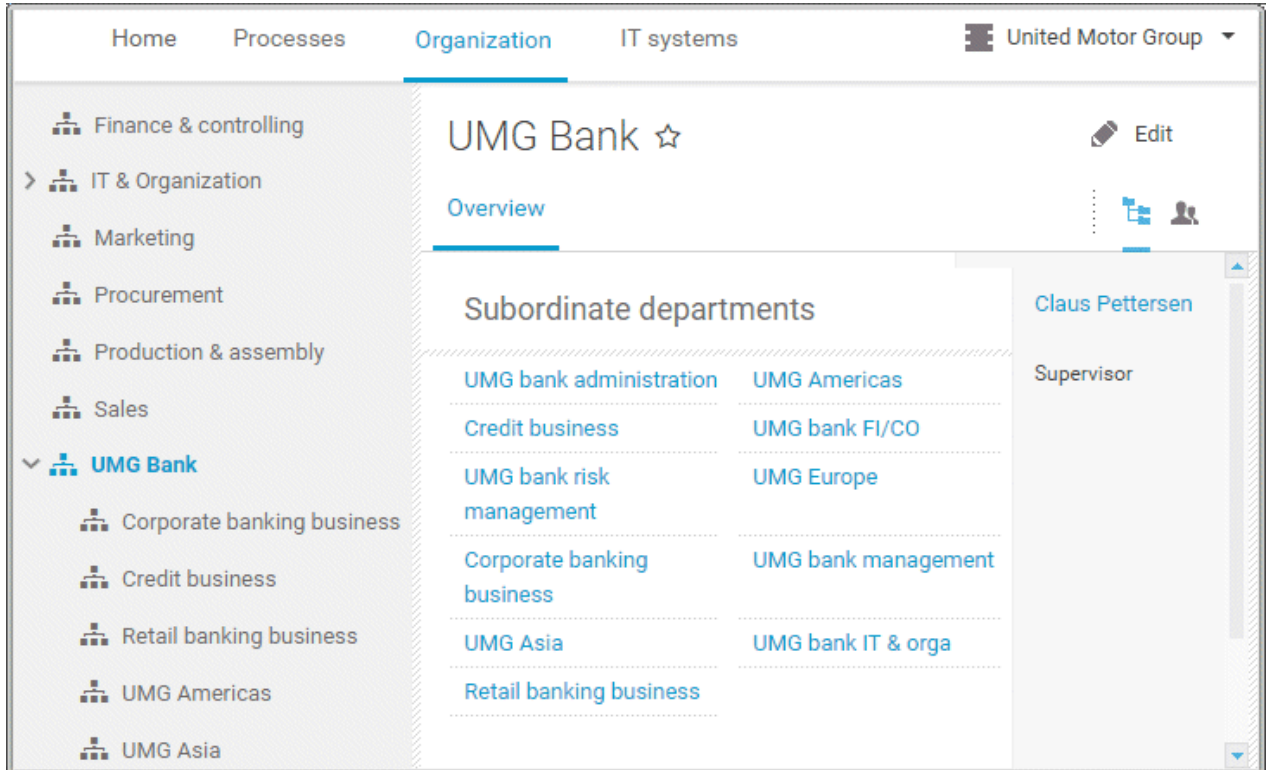 Home Processes Organization IT systems United Motor Group
Finance & controlling
IT & Organization
Marketing
Procurement
Production & assembly
Sales
UMG Bank
Corporate banking business
Credit business
Retail banking business
UMG Americas
UMG Asia
UMG Bank
Edit
Overview
Subordinate departments
UMG bank administration UMG Americas
Credit business UMG bank FI/CO
UMG bank risk UMG Europe
management
Corporate banking UMG bank management
business
UMG Asia UMG bank IT & orga
Retail banking business
Claus Pettersen
Supervisor